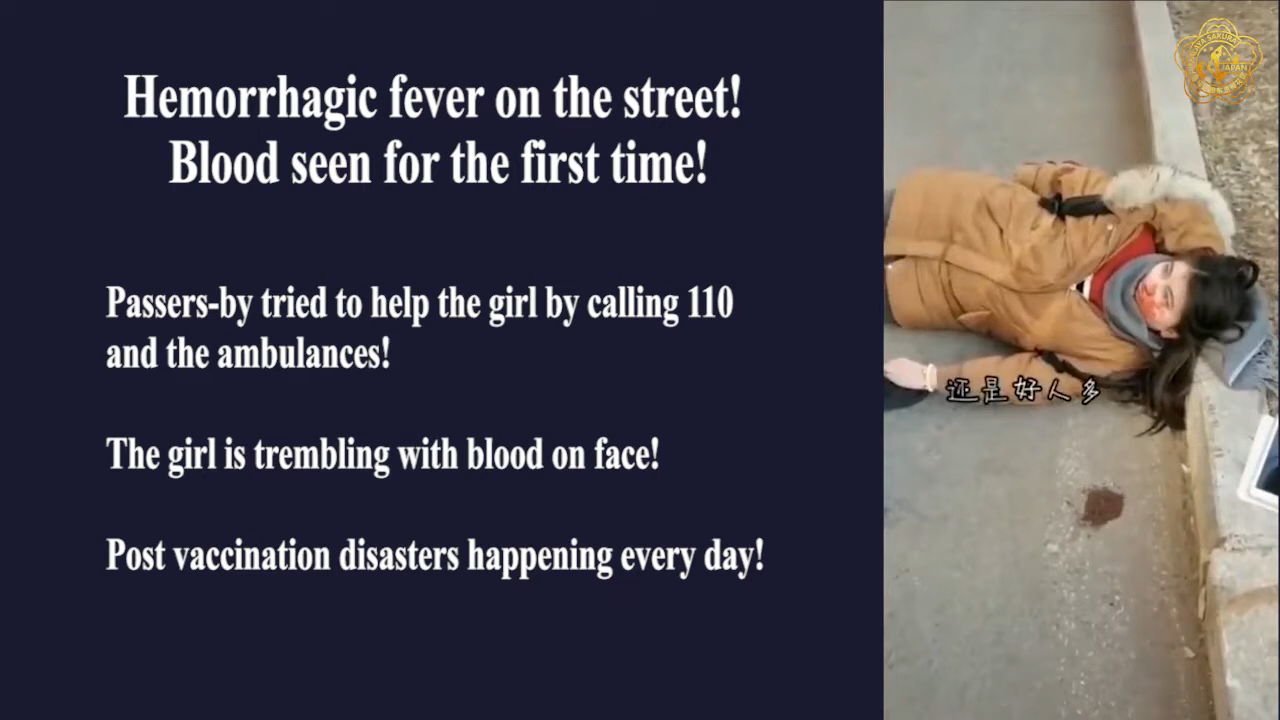 Hemorrhagic fever on the street!
Blood seen for the first time!
Passers-by tried to help the girl by calling 110
and the ambulances!
The girl is trembling with blood on face!
Post vaccination disasters happening every day!
还是好人多
JAPAN